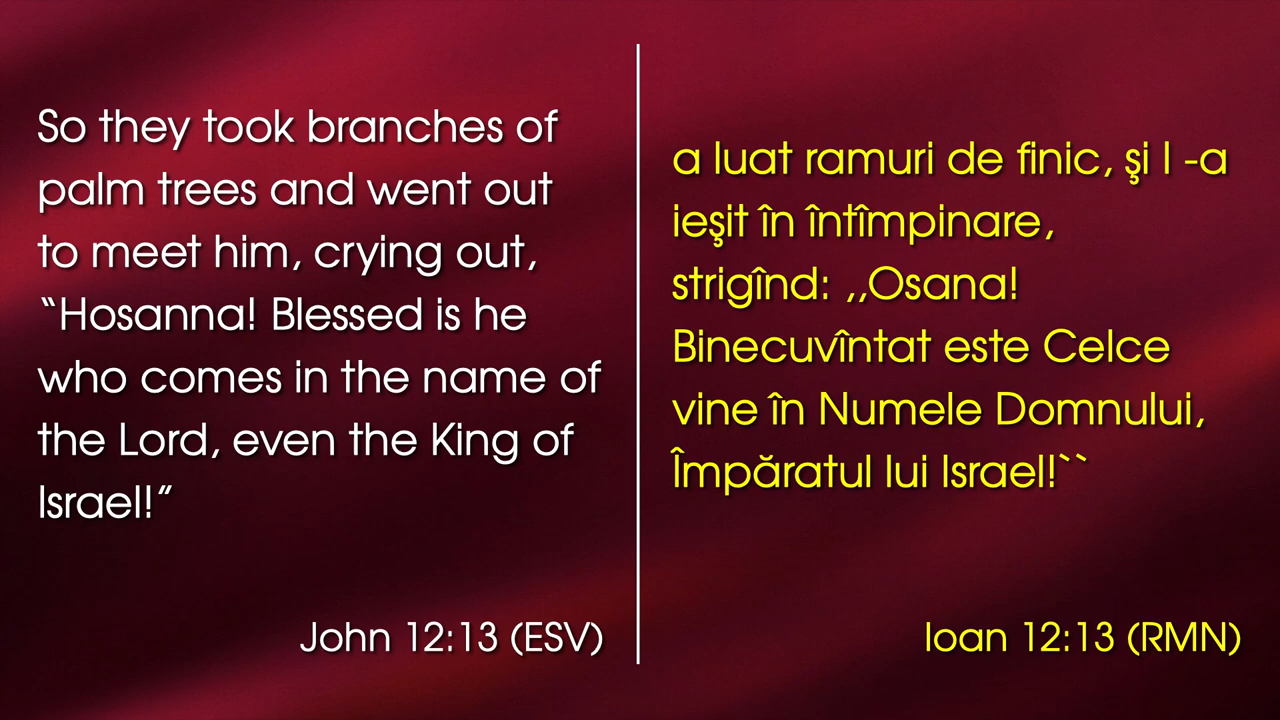 So they took branches of
palm trees and went out
to meet him, crying out,
“Hosanna! Blessed is he
who comes in the name of
the Lord, even the King of
Israel!”
John 12:13 (ESV)
a luat ramuri de finic, şi l -a
ieşit în întîmpinare,
strigînd: ,,Osana!
Binecuvîntat este Celce
vine în Numele Domnului,
Împăratul lui Israel!``
Ioan 12:13 (RMN)